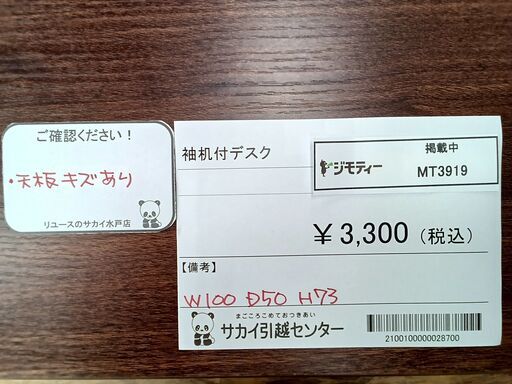 ご確認ください！
・天板キズあり
リユースのサカイ水戸店
袖机付デスク
ジモティー
掲載中
MT3919
¥3,300（税込）
【備考】
W100 D50 H73
まごころこめておつきあい
サカイ引越センター
2100100000028700